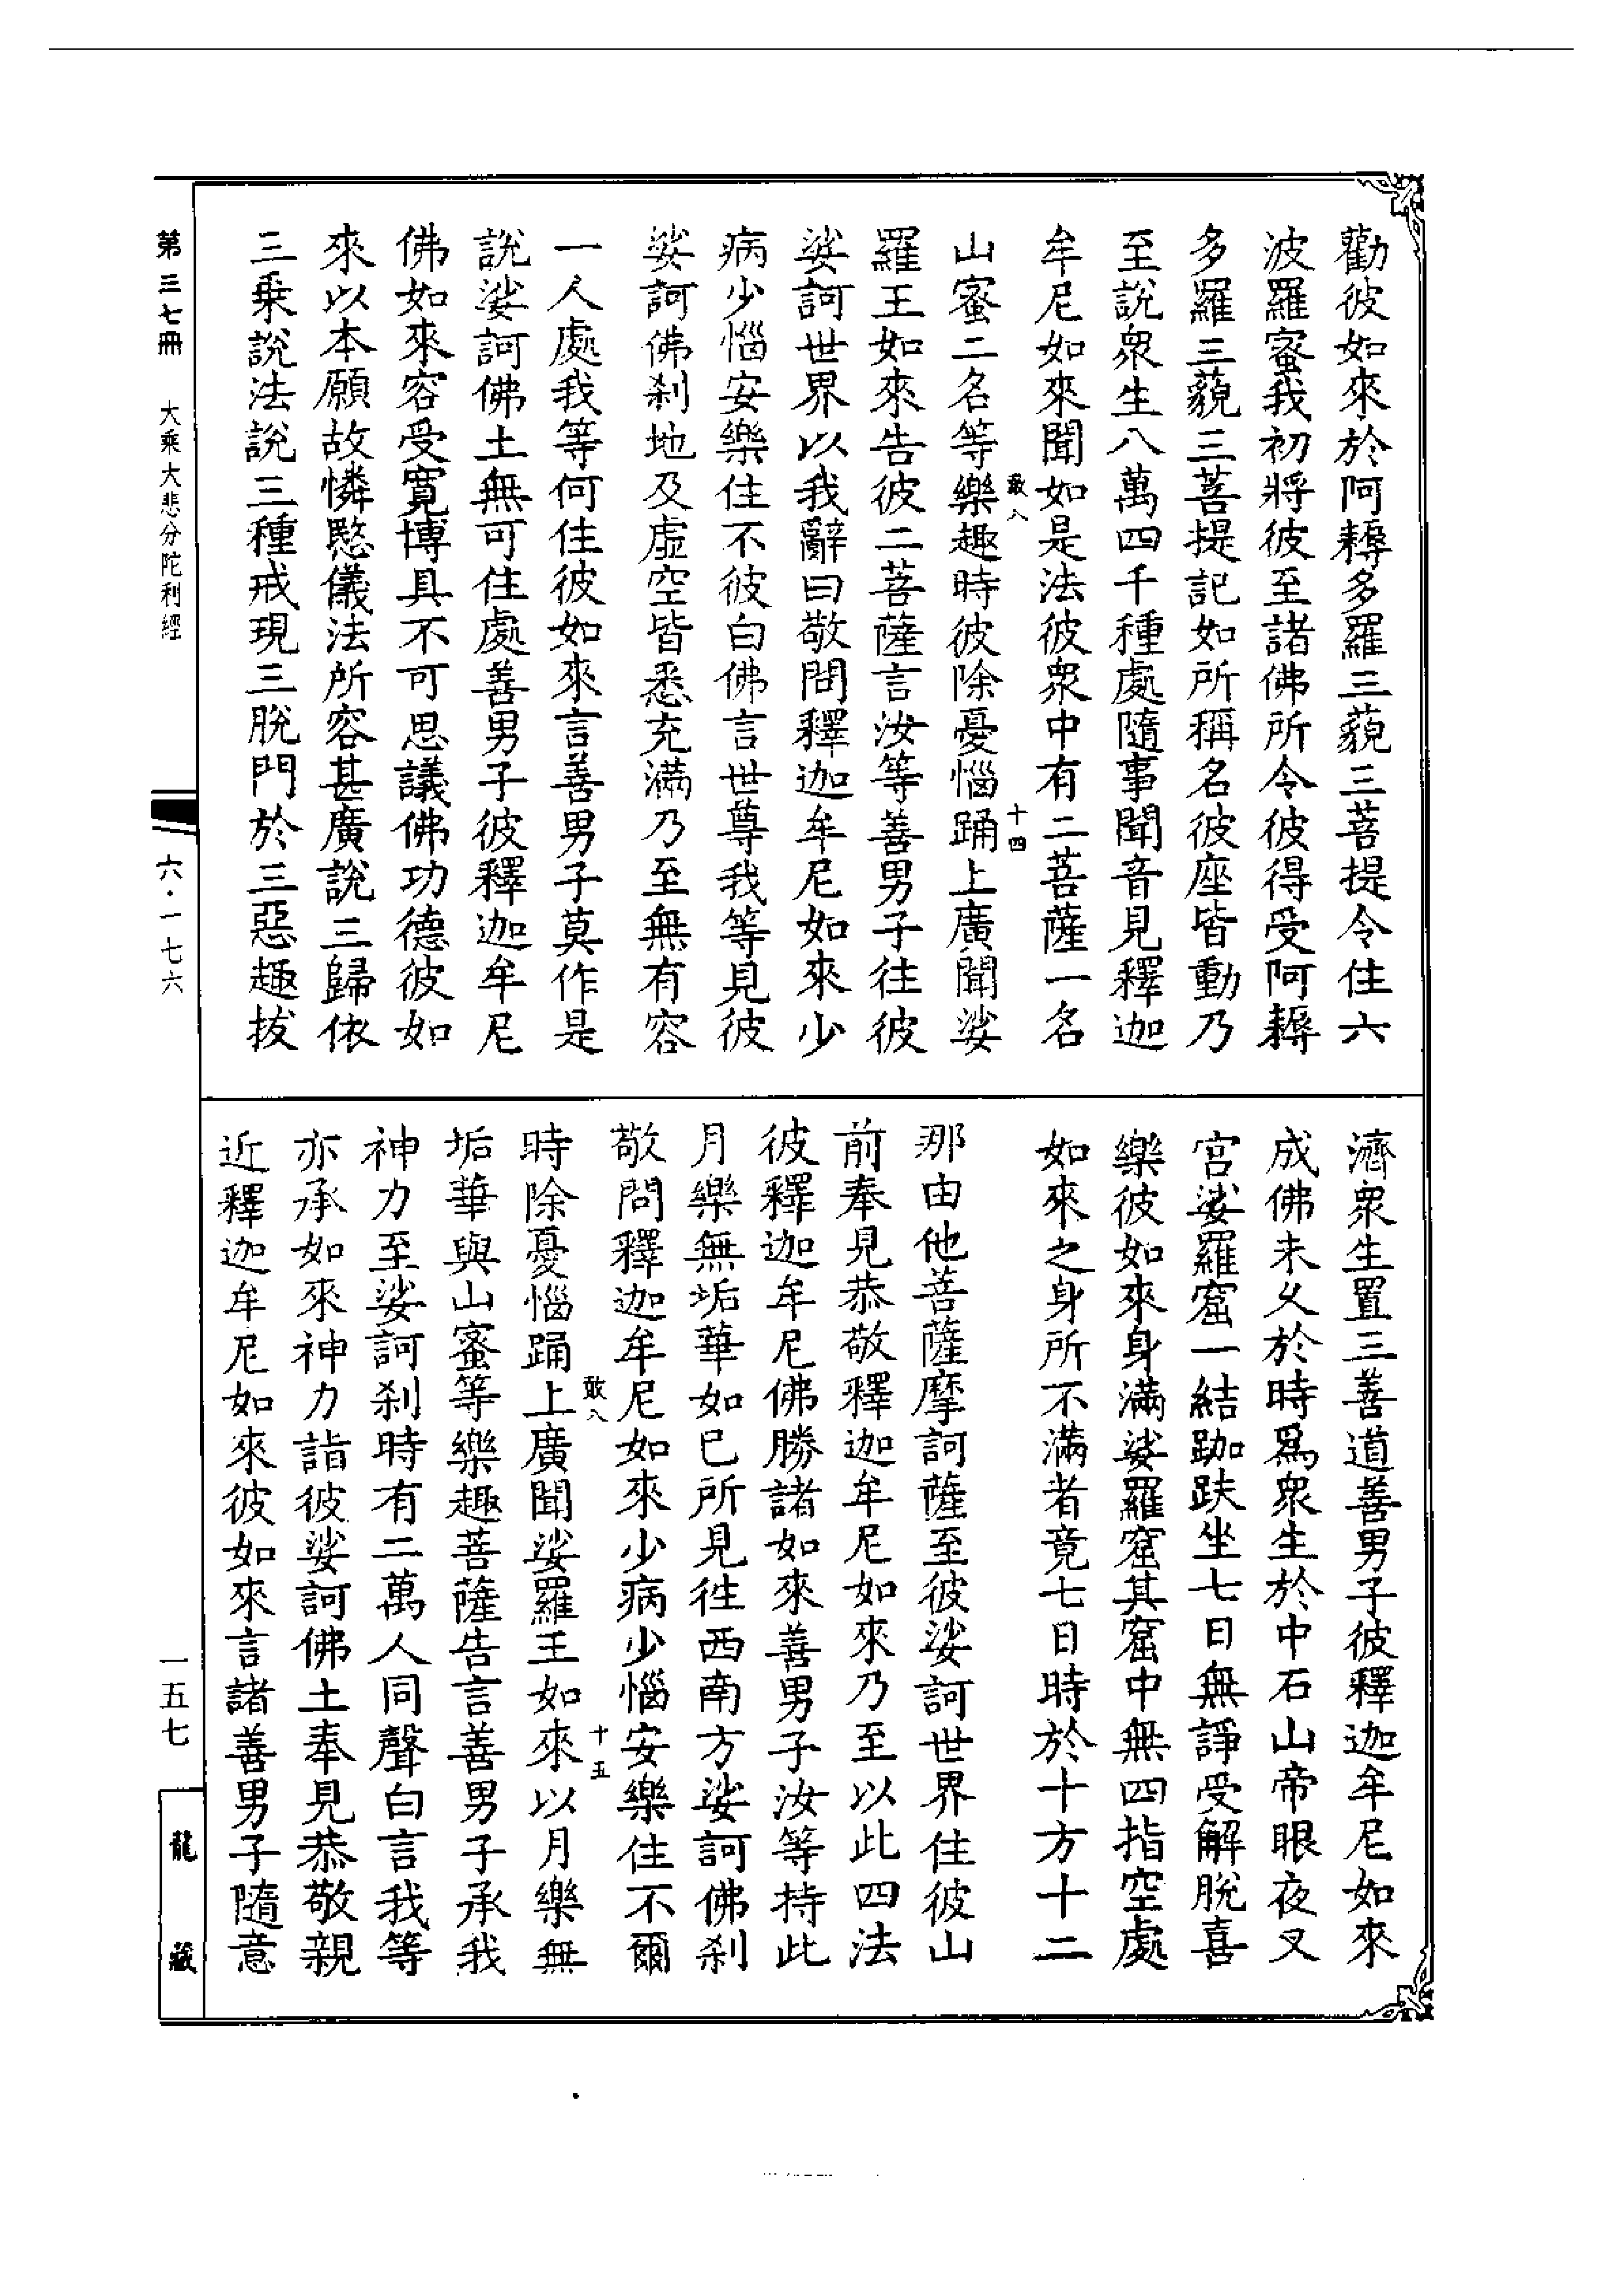 勸彼如來於阿耨多羅三藐三菩提令住六
波羅蜜我初將彼至諸佛所令彼得受阿耨
多羅三藐三菩提記如所稱名彼座皆動乃
至說衆生八萬四千種處隨事聞音見釋迦
牟尼如來聞如是法彼衆中有二菩薩一名
敢八
十四
山蜜二名等樂趣時彼除憂惱踊上廣聞娑
羅王如來告彼二菩薩言汝等善男子往彼
娑訶世界以我辭曰敬問釋迦牟尼如來少
病少惱安樂住不彼白佛言世尊我等見彼
娑訶佛剎地及虛空皆悉充滿乃至無有容
一人處我等何住彼如來言善男子莫作是
說娑訶佛土無可住處善男子彼釋迦牟尼
佛如來容受寬博具不可思議佛功德彼如
來以本願故憐愍儀法所容甚廣說三歸依
三乘說法說三種戒現三脫門於三惡趣拔
濟衆生置三善道善男子彼釋迦牟尼如來
成佛未久於時爲衆生於中石山帝眼夜叉
宮娑羅窟一結跏趺坐七日無諍受解脫喜
樂彼如來身滿娑羅窟其窟中無四指空處
如來之身所不滿者竟七日時於十方十二
那由他菩薩摩訶薩至彼娑訶世界住彼山
前奉見恭敬釋迦牟尼如來乃至以此四法
彼釋迦牟尼佛勝諸如來善男子汝等持此
月樂無垢華如已所見往西南方娑訶佛剎
敬問釋迦牟尼如來少病少惱安樂住不爾
敢八
十五
時除憂惱踊上廣聞娑羅王如來以月樂無
垢華與山蜜等樂趣菩薩告言善男子承我
神力至娑訶剎時有二萬人同聲白言我等
亦承如來神力詣彼娑訶佛土奉見恭敬親
近釋迦牟尼如來彼如來言諸善男子隨意
第三七冊 大乘大悲分陀利經
六·一七六
一五七
龍藏